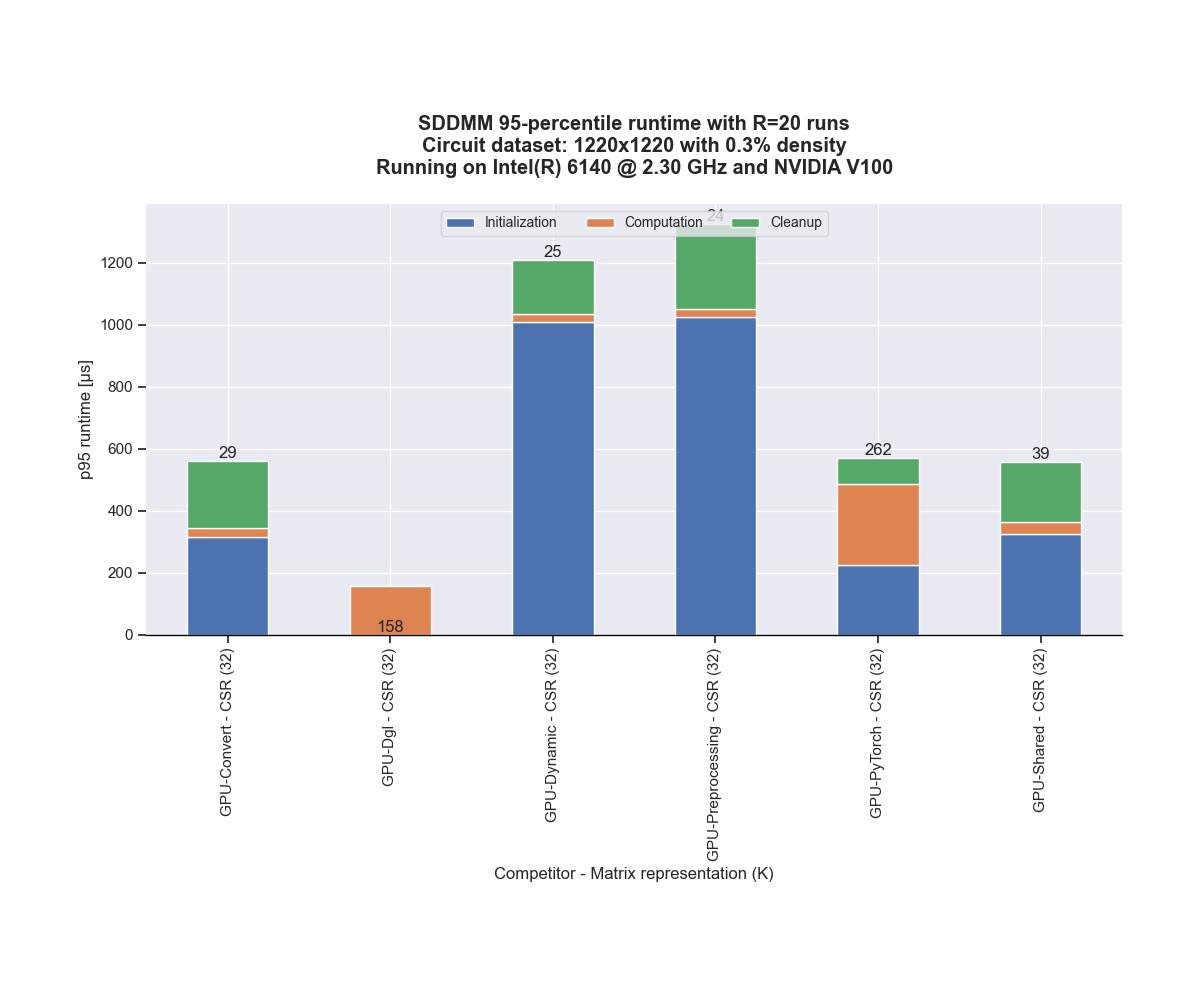 SDDMM 95-percentile runtime with R=20 runs
Circuit dataset: 1220x1220 with 0.3% density
Running on Intel(R) 6140 @ 2.30 GHz and NVIDIA V100
24
Initialization Computation Cleanup
25
1200
1000
800
600
400
200
0
p95 runtime [µs]
29
158
262
39
GPU-Convert - CSR (32)
GPU-Dgl - CSR (32)
GPU-Dynamic - CSR (32)
GPU-Preprocessing - CSR (32)
GPU-PyTorch - CSR (32)
GPU-Shared - CSR (32)
Competitor - Matrix representation (K)